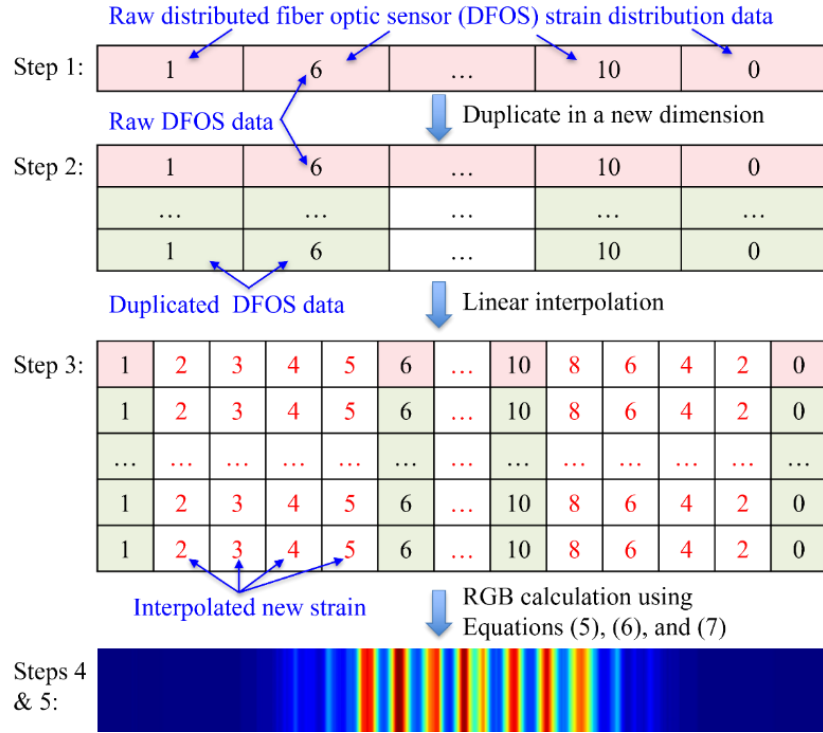 Raw distributed fiber optic sensor (DFOS) strain distribution data
Step 1: 1 6 … 10 0
Raw DFOS data
Duplicate in a new dimension
Step 2: 1 6 … 10 0
… … … … …
1 6 … 10 0
Duplicated DFOS data
Linear interpolation
Step 3: 1 2 3 4 5 6 … 10 8 6 4 2 0
1 2 3 4 5 6 … 10 8 6 4 2 0
… … … … … … … … … … … … …
1 2 3 4 5 6 … 10 8 6 4 2 0
1 2 3 4 5 6 … 10 8 6 4 2 0
Interpolated new strain
RGB calculation using
Equations (5), (6), and (7)
Steps 4
& 5: